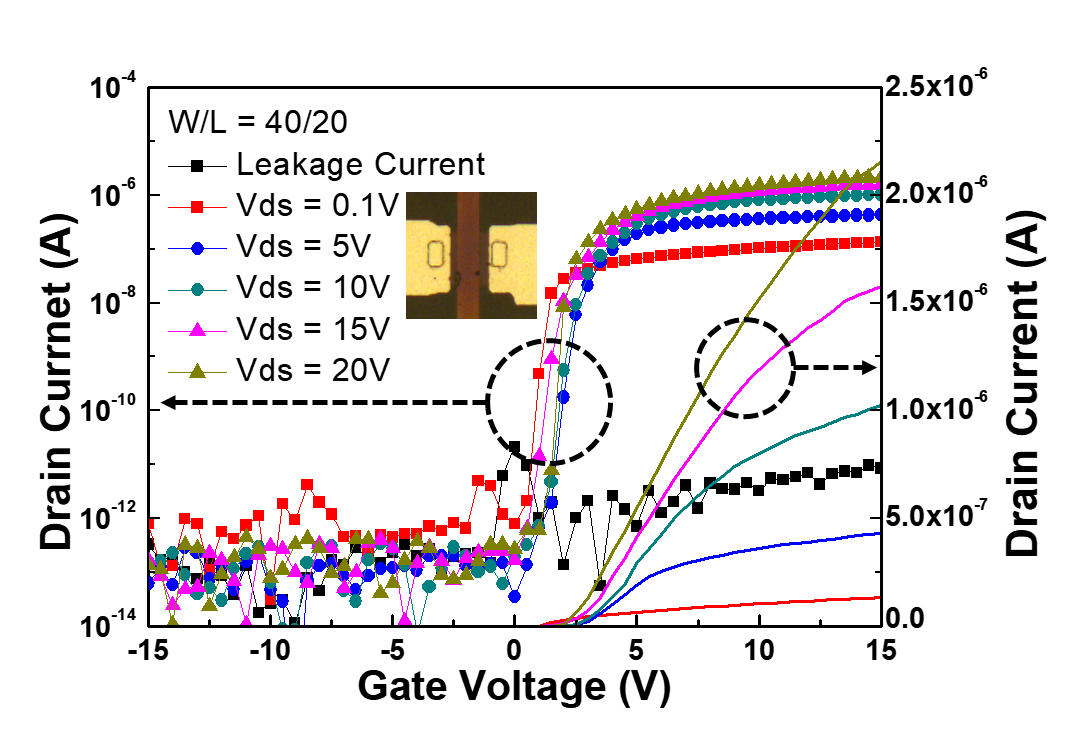 10-4
10-6
10-8
10-10
10-12
10-14
Drain Currnet (A)
W/L = 40/20
Leakage Current
Vds = 0.1V
Vds = 5V
Vds = 10V
Vds = 15V
Vds = 20V
2.5x10-6
2.0x10-6
1.5x10-6
1.0x10-6
5.0x10-7
0.0
Drain Current (A)
-15 -10 -5 0 5 10 15
Gate Voltage (V)